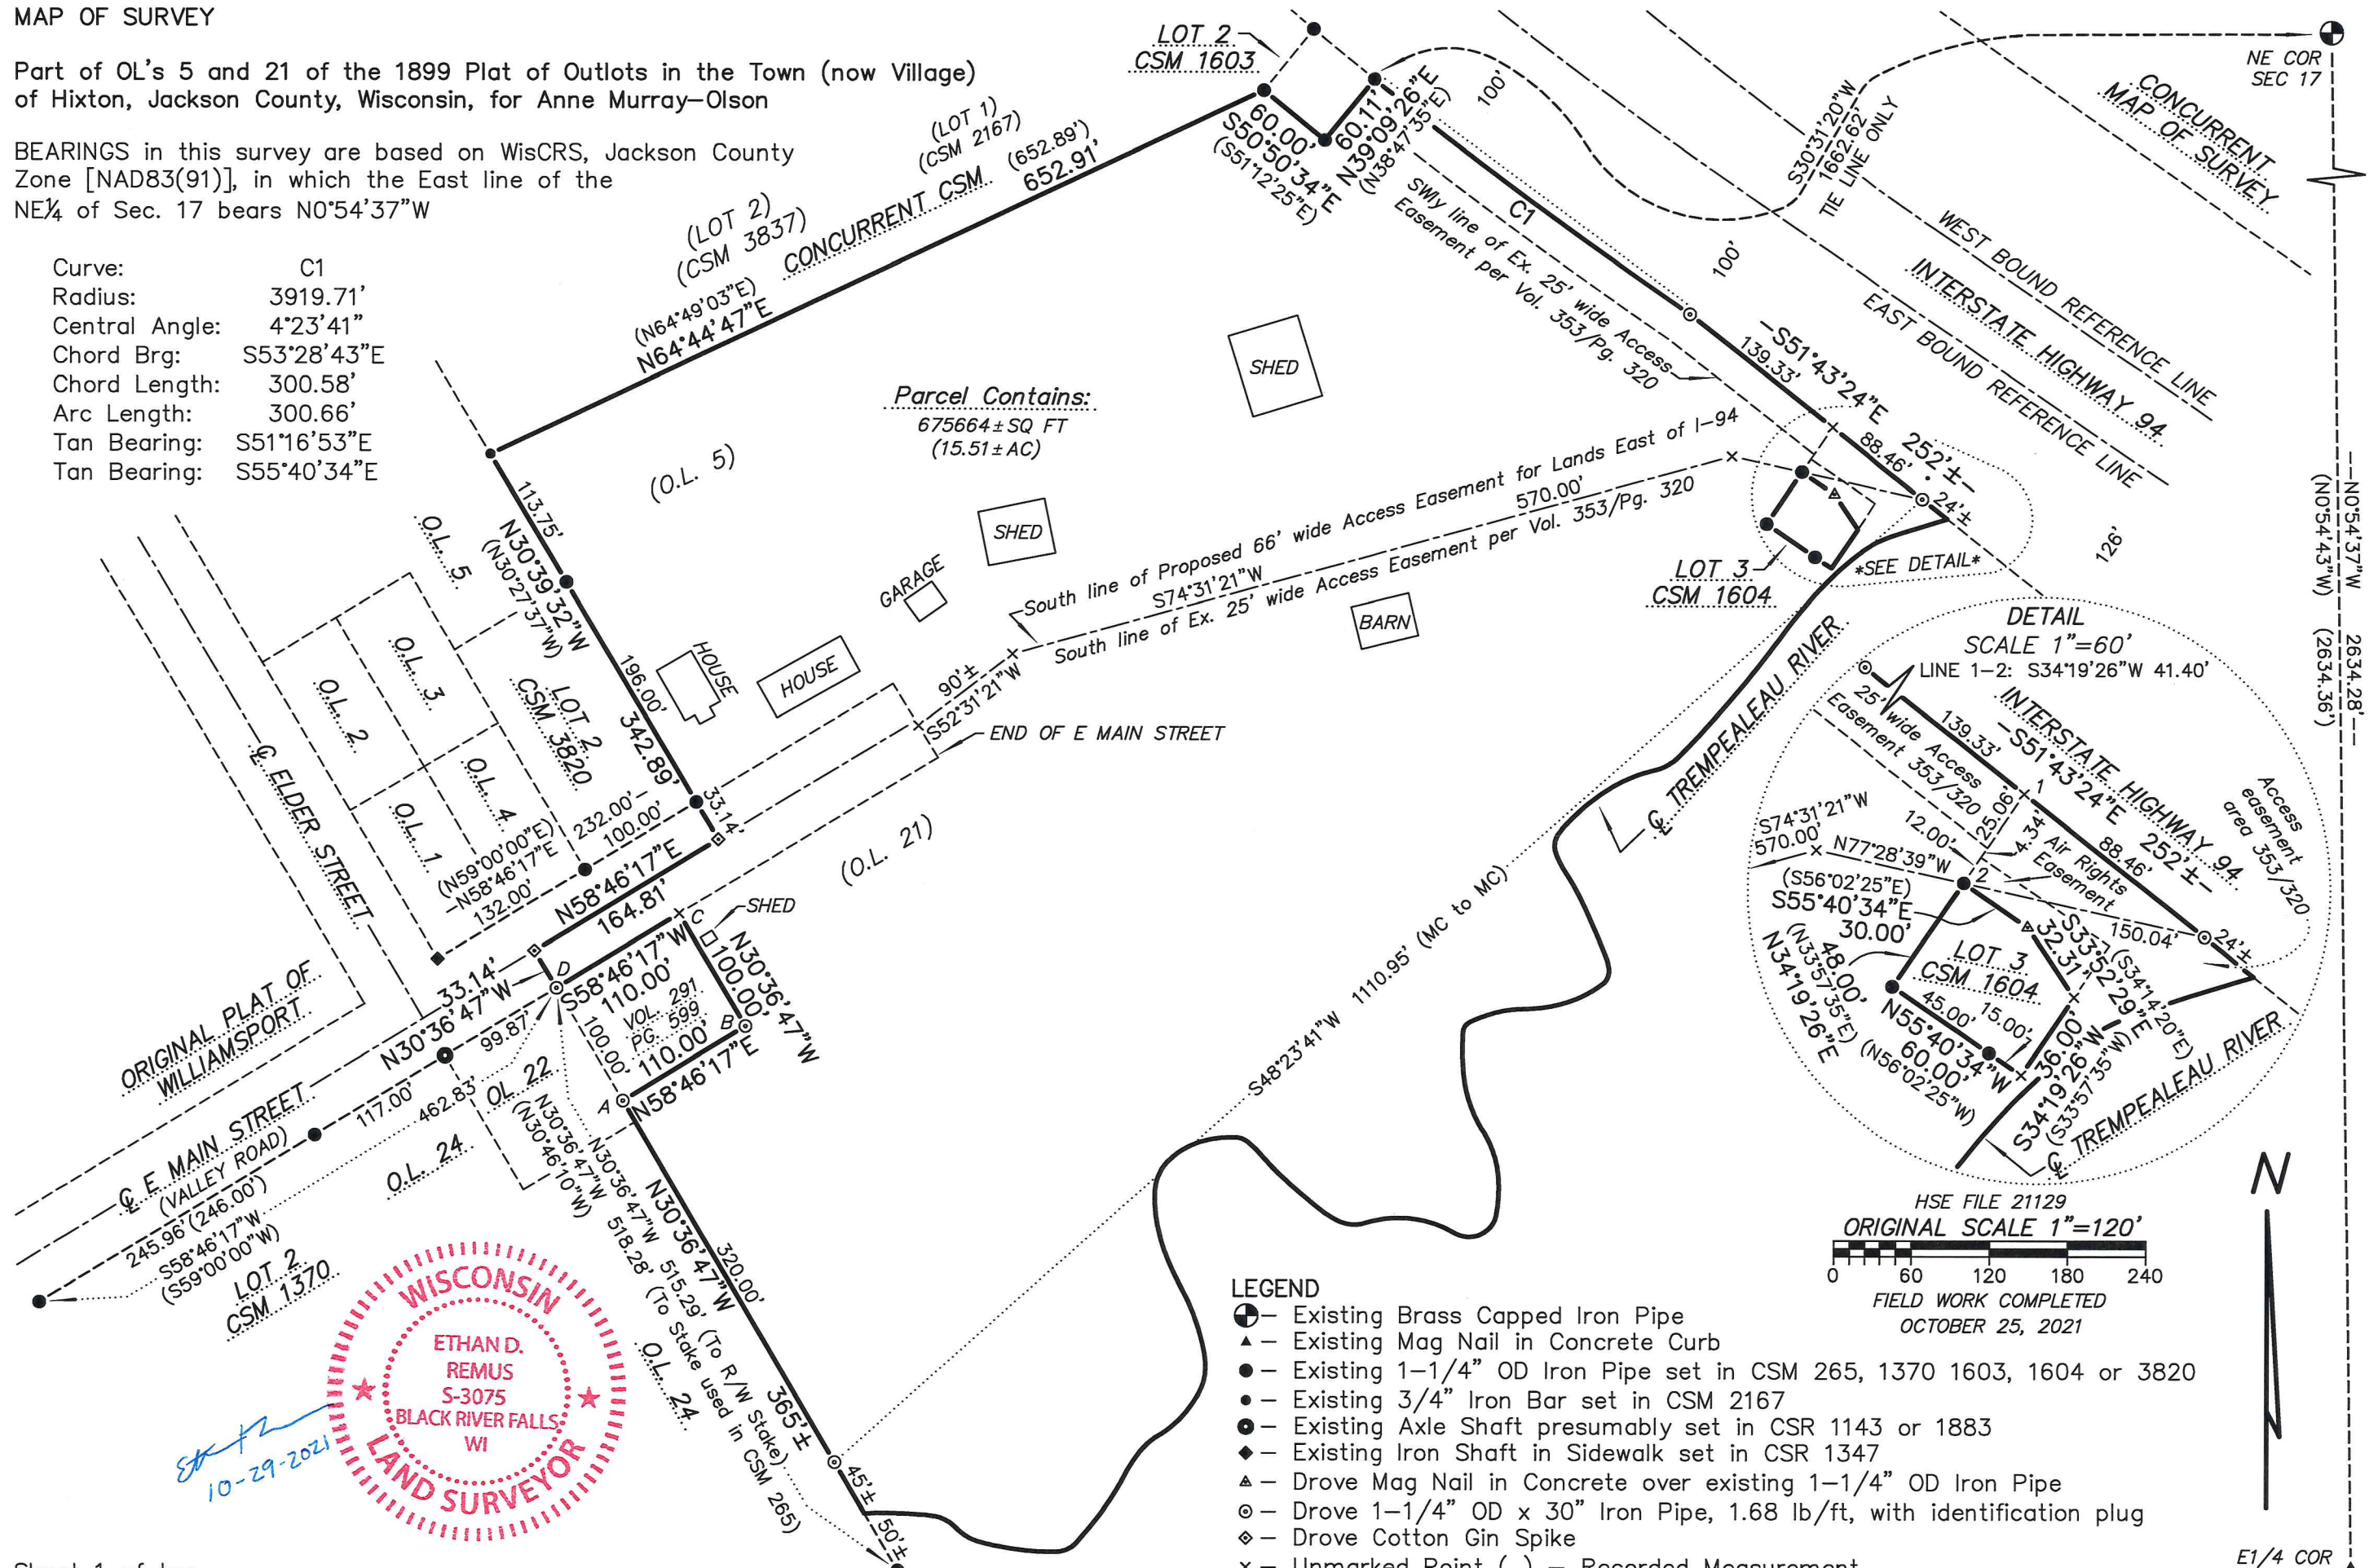 MAP OF SURVEY
Part of OL's 5 and 21 of the 1899 Plat of Outlots in the Town (now Village)
of Hixton, Jackson County, Wisconsin, for Anne Murray-Olson
BEARINGS in this survey are based on WisCRS, Jackson County
Zone [NAD83(91)], in which the East line of the
NE¼ of Sec. 17 bears N0°54'37"W
Curve: C1
Radius: 3919.71'
Central Angle: 4°23'41"
Chord Brg: S53°28'43"E
Chord Length: 300.58'
Arc Length: 300.66'
Tan Bearing: S51°16'53"E
Tan Bearing: S55°40'34"E
LOT 2
CSM 1603
(LOT 1)
(CSM 2167)
(LOT 2)
(CSM 3837)
CONCURRENT CSM
(652.89')
652.91'
(N64°49'03"E)
N64°44'47"E
60.00'
S50°50'34"E
(S51°12'25"E)
60.11'
N39°09'26"E
(N38°47'35"E)
100'
C1
SWly line of Ex. 25' wide Access
Easement per Vol. 353/Pg. 320
100'
S30°31'20"W
1662.62'
TIE LINE ONLY
NE COR
SEC 17
CONCURRENT
MAP OF SURVEY
WEST BOUND REFERENCE LINE
INTERSTATE HIGHWAY 94
EAST BOUND REFERENCE LINE
-S51°43'24"E 252'±-
139.33'
88.46'
24'±
126'
-N0°54'37"W 2634.28'-
(N0°54'43"W) (2634.36')
SHED
Parcel Contains:
675664±SQ FT
(15.51±AC)
(O.L. 5)
SHED
GARAGE
HOUSE
HOUSE
BARN
South line of Proposed 66' wide Access Easement for Lands East of I-94
S74°31'21"W 570.00'
South line of Ex. 25' wide Access Easement per Vol. 353/Pg. 320
90'±
S52°31'21"W
END OF E MAIN STREET
LOT 3
CSM 1604
*SEE DETAIL*
℄ TREMPEALEAU RIVER
113.75'
N30°39'32"W
(N30°27'37"W)
196.00'
342.89'
33.14'
O.L. 5
O.L. 3
O.L. 2
O.L. 4
O.L. 1
LOT 2
CSM 3820
℄ ELDER STREET
232.00'-
100.00'
(N59°00'00"E)
-N58°46'17"E
132.00'
N58°46'17"E
164.81'
(O.L. 21)
SHED
C
D
B
A
33.14'
N30°36'47"W
S58°46'17"W
110.00'
VOL. 291
PG. 599
100.00'
110.00'
N58°46'17"E
N30°36'47"W
100.00'
99.87'
ORIGINAL PLAT OF
WILLIAMSPORT
℄ E MAIN STREET
(VALLEY ROAD)
117.00'
462.83'
OL 22
O.L. 24
245.96'(246.00')
S58°46'17"W
(S59°00'00"W)
LOT 2
CSM 1370
N30°36'47"W 518.28' (To Stake used in CSM 265)
(N30°46'10"W)
N30°36'47"W 515.29' (To R/W Stake)
N30°36'47"W 365'±
320.00'
45'±
50'±
O.L. 24
S48°23'41"W 1110.95' (MC to MC)
DETAIL
SCALE 1"=60'
LINE 1-2: S34°19'26"W 41.40'
25' wide Access
Easement 353/320
139.33'
INTERSTATE HIGHWAY 94
-S51°43'24"E 252'±-
1
88.46'
24'±
Access
easement
area 353/320
25.06'
4.34'
12.00'
Air Rights
Easement
S74°31'21"W
570.00'
N77°28'39"W
150.04'
2
(S56°02'25"E)
S55°40'34"E
30.00'
LOT 3
CSM 1604
32.31'
S33°52'29"E
(S34°14'20"E)
48.00'
(N33°57'35"E)
N34°19'26"E
45.00'
15.00'
N55°40'34"W
60.00'
(N56°02'25"W)
36.00'
S34°19'26"W
(S33°57'35"W)
℄ TREMPEALEAU RIVER
HSE FILE 21129
ORIGINAL SCALE 1"=120'
0 60 120 180 240
FIELD WORK COMPLETED
OCTOBER 25, 2021
N
WISCONSIN
ETHAN D.
REMUS
S-3075
BLACK RIVER FALLS
WI
LAND SURVEYOR
10-29-2021
LEGEND
- Existing Brass Capped Iron Pipe
- Existing Mag Nail in Concrete Curb
- Existing 1-1/4" OD Iron Pipe set in CSM 265, 1370 1603, 1604 or 3820
- Existing 3/4" Iron Bar set in CSM 2167
- Existing Axle Shaft presumably set in CSR 1143 or 1883
- Existing Iron Shaft in Sidewalk set in CSR 1347
- Drove Mag Nail in Concrete over existing 1-1/4" OD Iron Pipe
- Drove 1-1/4" OD x 30" Iron Pipe, 1.68 lb/ft, with identification plug
- Drove Cotton Gin Spike
x - Unmarked Point ( ) - Recorded Measurement
E1/4 COR